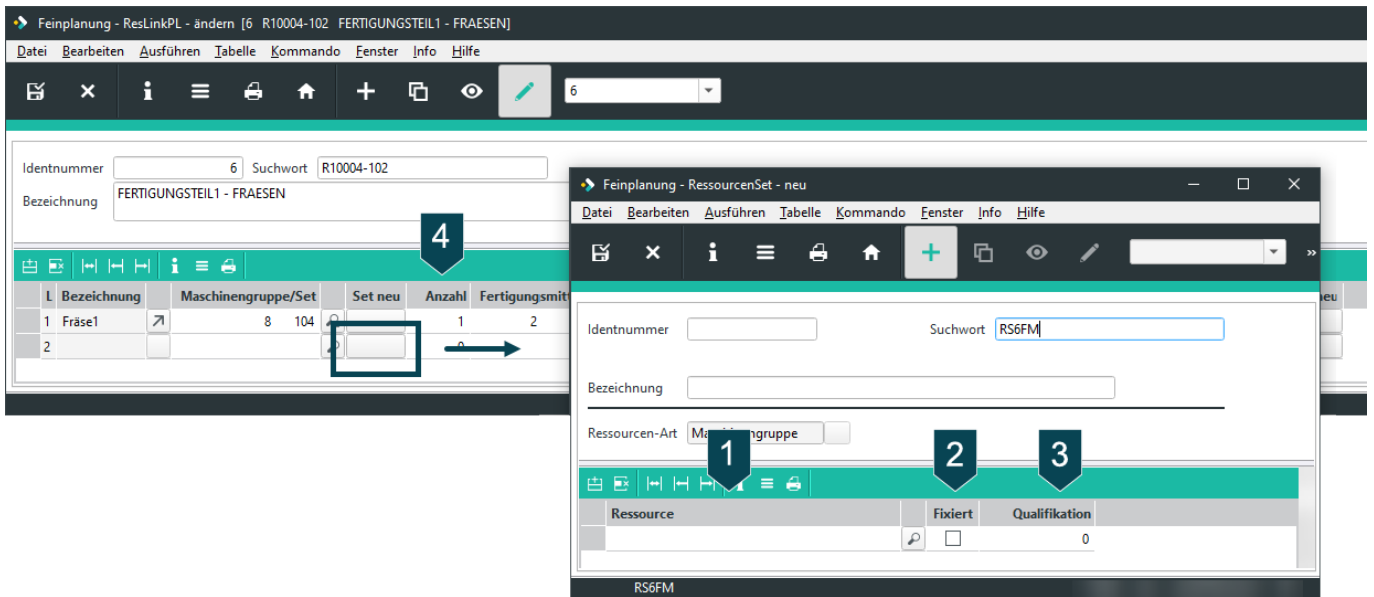 Feinplanung - ResLinkPL - ändern [6 R10004-102 FERTIGUNGSTEIL1 - FRAESEN]
Datei Bearbeiten Ausführen Tabelle Kommando Fenster Info Hilfe
6
Identnummer 6 Suchwort R10004-102
Bezeichnung FERTIGUNGSTEIL1 - FRAESEN
4
L Bezeichnung Maschinengruppe/Set Set neu Anzahl Fertigungsmitt
1 Fräse1 8 104 1 2
2
Feinplanung - RessourcenSet - neu
Datei Bearbeiten Ausführen Tabelle Kommando Fenster Info Hilfe
Identnummer Suchwort RS6FM
Bezeichnung
Ressourcen-Art
1 2 3
Ressource Fixiert Qualifikation
0
RS6FM